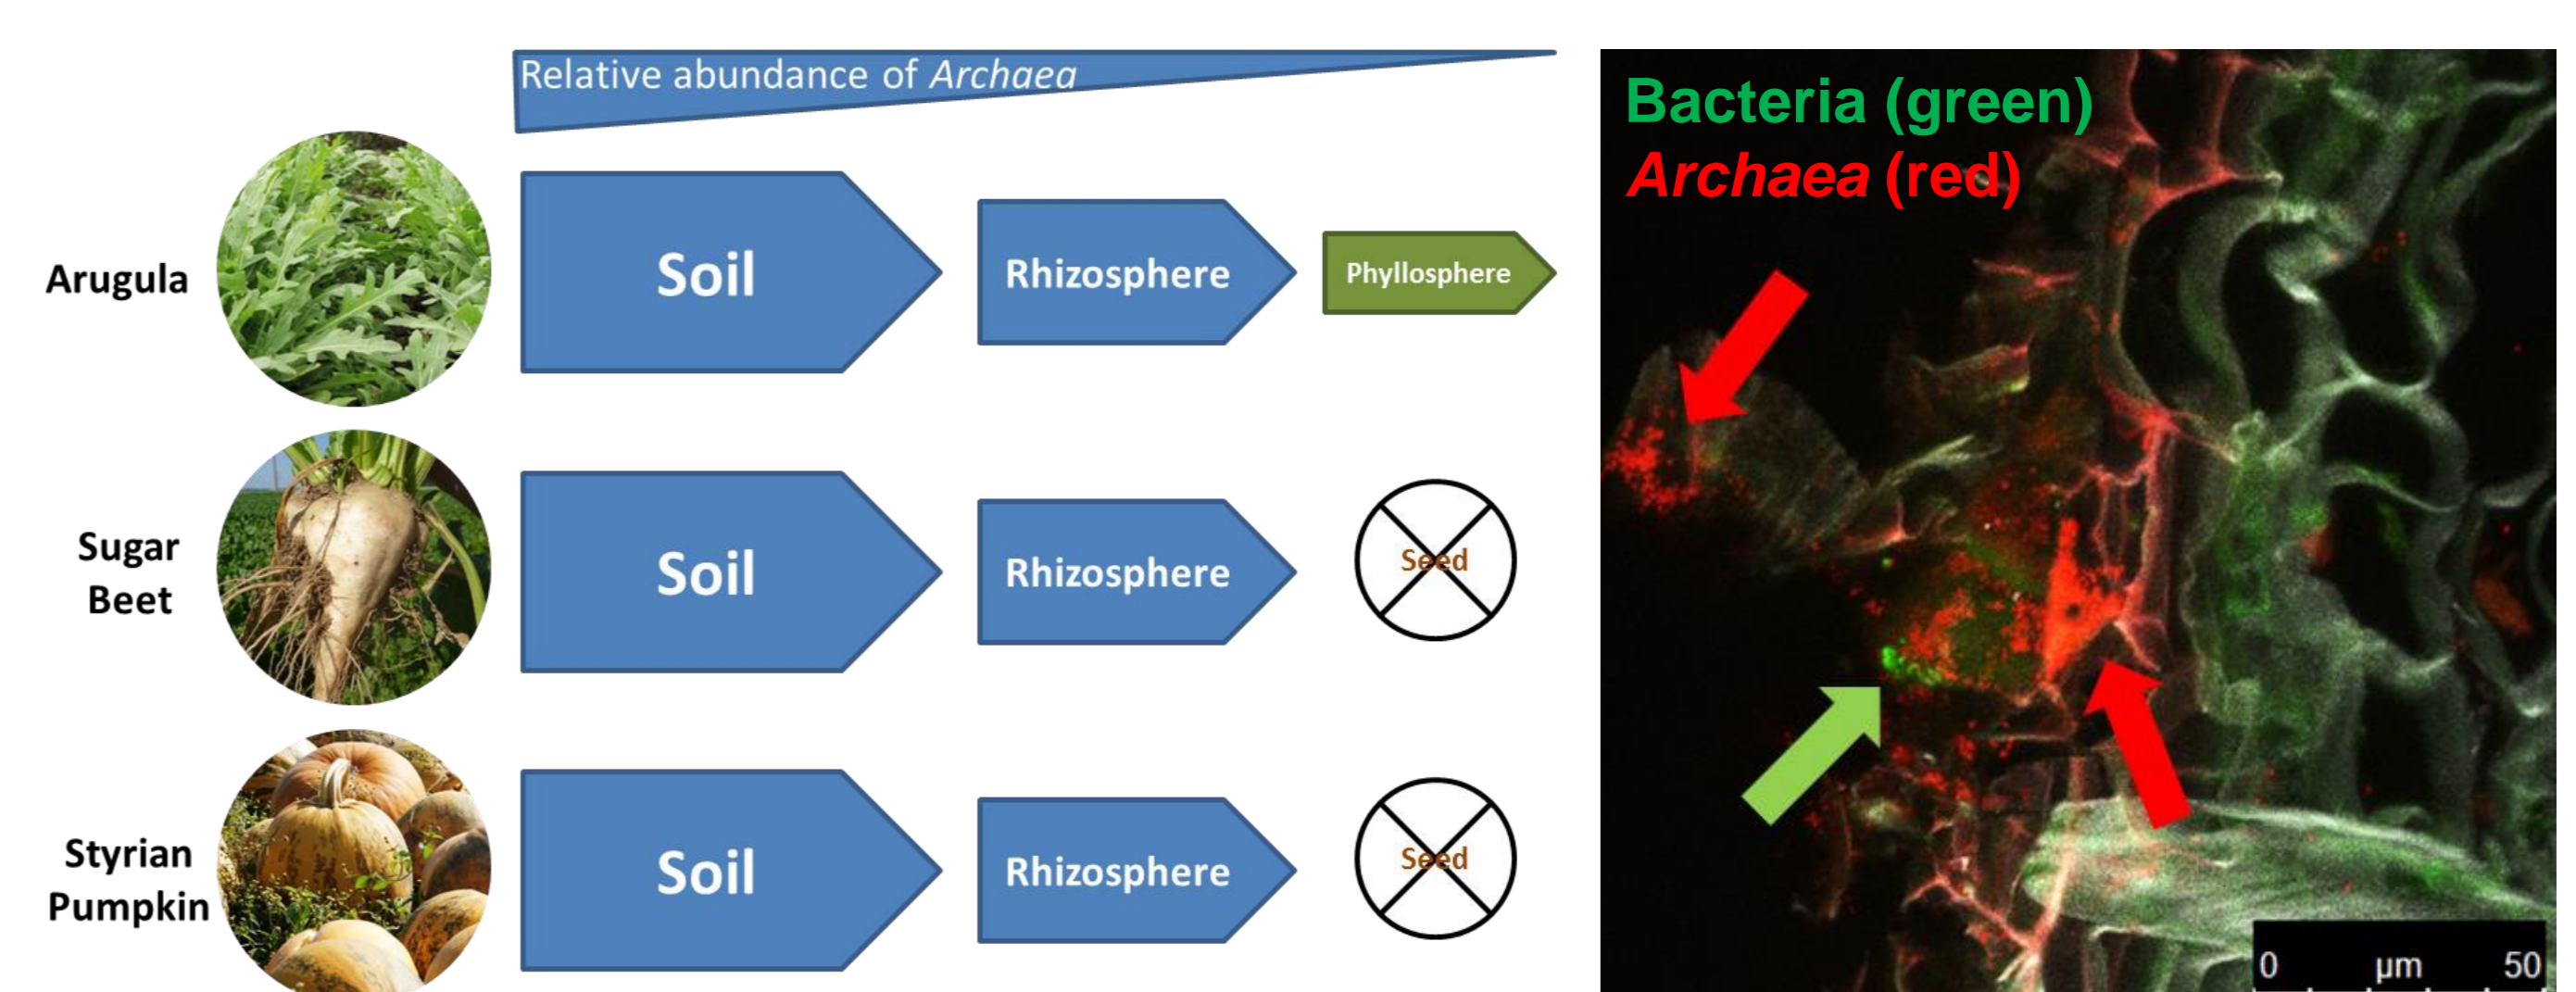 Relative abundance of Archaea
Arugula
Soil
Rhizosphere
Phyllosphere
Sugar
Beet
Soil
Rhizosphere
Seed
Styrian
Pumpkin
Soil
Rhizosphere
Seed
Bacteria (green)
Archaea (red)
0 µm 50